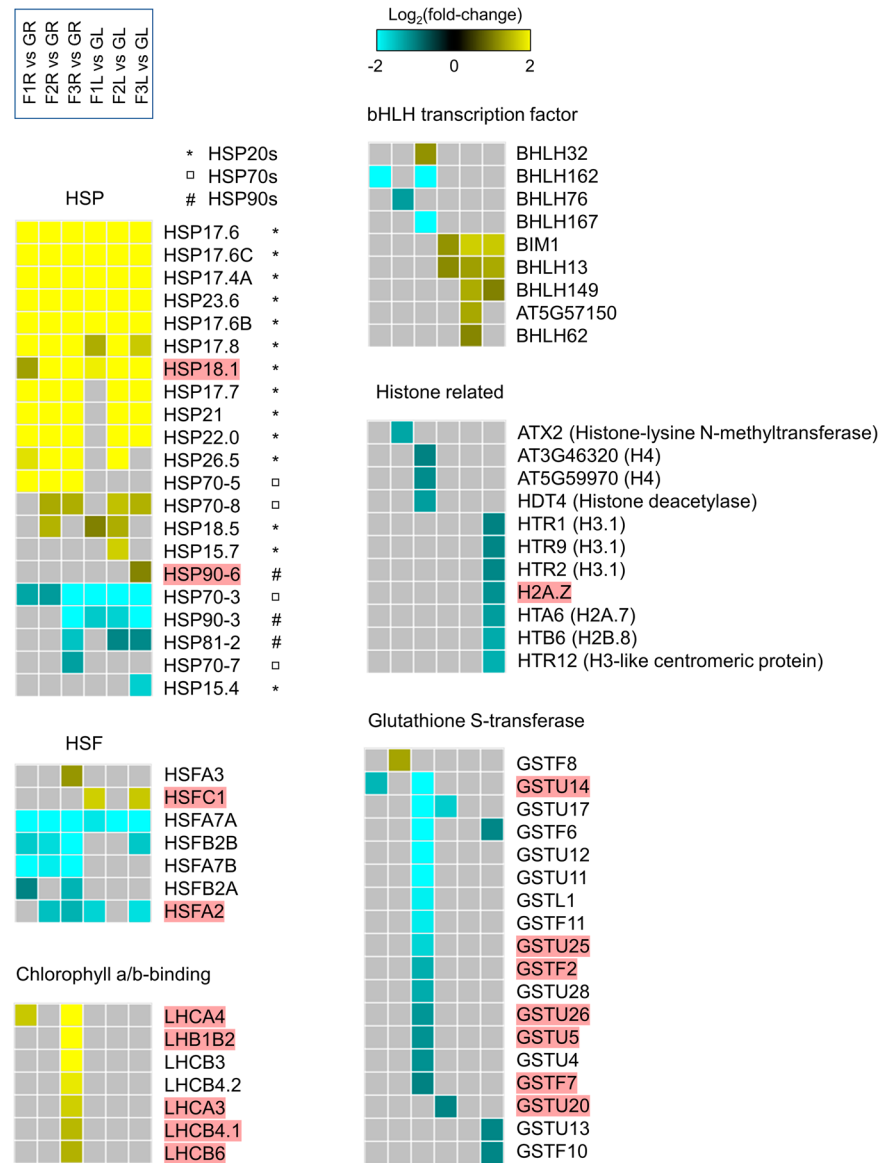 F1R vs GR
F2R vs GR
F3R vs GR
F1L vs GL
F2L vs GL
F3L vs GL
Log2(fold-change)
-2 0 2
* HSP20s
□ HSP70s
# HSP90s
HSP
HSP17.6 *
HSP17.6C *
HSP17.4A *
HSP23.6 *
HSP17.6B *
HSP17.8 *
HSP18.1 *
HSP17.7 *
HSP21 *
HSP22.0 *
HSP26.5 *
HSP70-5 □
HSP70-8 □
HSP18.5 *
HSP15.7 *
HSP90-6 #
HSP70-3 □
HSP90-3 #
HSP81-2 #
HSP70-7 □
HSP15.4 *
HSF
HSFA3
HSFC1
HSFA7A
HSFB2B
HSFA7B
HSFB2A
HSFA2
Chlorophyll a/b-binding
LHCA4
LHB1B2
LHCB3
LHCB4.2
LHCA3
LHCB4.1
LHCB6
bHLH transcription factor
BHLH32
BHLH162
BHLH76
BHLH167
BIM1
BHLH13
BHLH149
AT5G57150
BHLH62
Histone related
ATX2 (Histone-lysine N-methyltransferase)
AT3G46320 (H4)
AT5G59970 (H4)
HDT4 (Histone deacetylase)
HTR1 (H3.1)
HTR9 (H3.1)
HTR2 (H3.1)
H2A.Z
HTA6 (H2A.7)
HTB6 (H2B.8)
HTR12 (H3-like centromeric protein)
Glutathione S-transferase
GSTF8
GSTU14
GSTU17
GSTF6
GSTU12
GSTU11
GSTL1
GSTF11
GSTU25
GSTF2
GSTU28
GSTU26
GSTU5
GSTU4
GSTF7
GSTU20
GSTU13
GSTF10